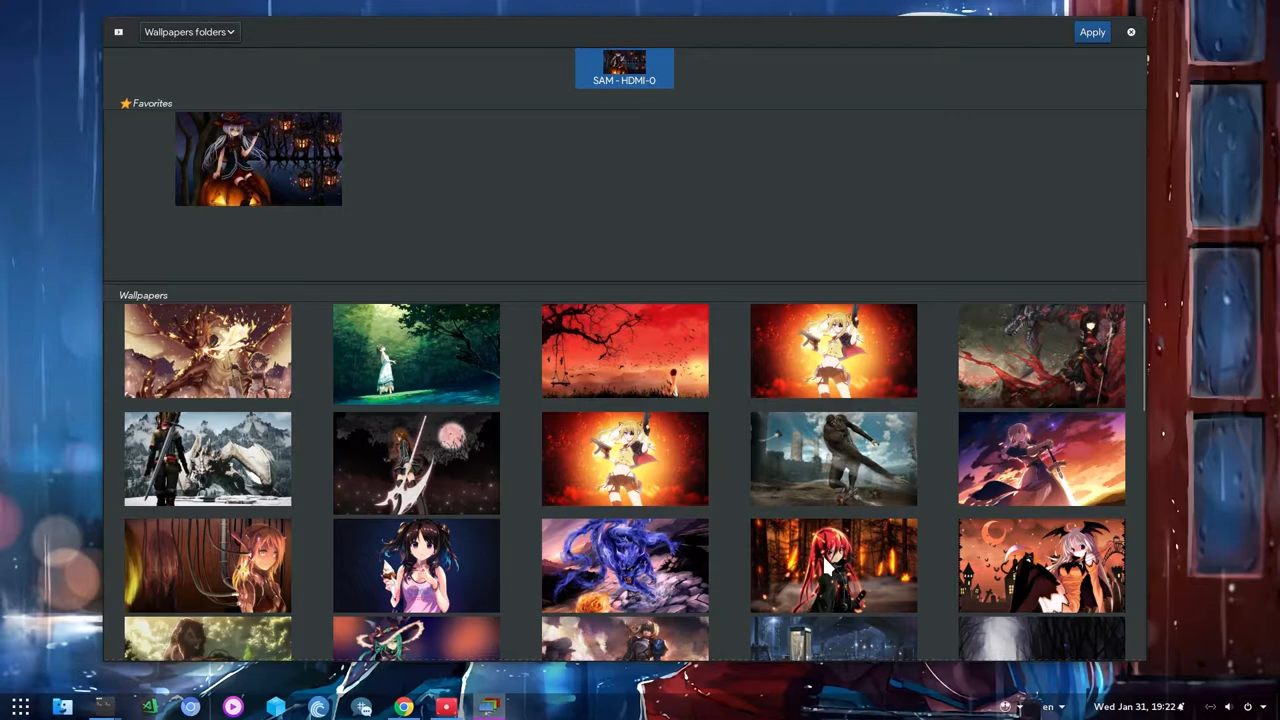 Wallpapers folders
Apply
SAM - HDMI-0
Favorites
Wallpapers
en
Wed Jan 31, 19:22